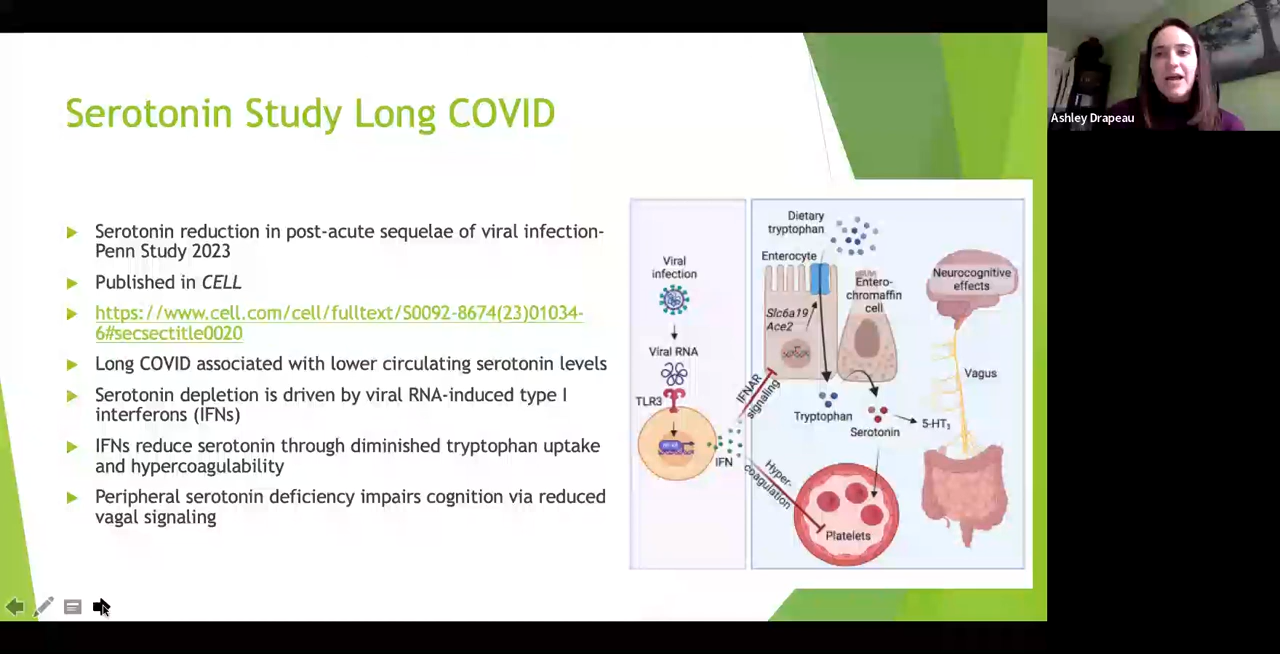 Serotonin Study Long COVID
Serotonin reduction in post-acute sequelae of viral infection-
Penn Study 2023
Published in CELL
https://www.cell.com/cell/fulltext/S0092-8674(23)01034-
6#secsectitle0020
Long COVID associated with lower circulating serotonin levels
Serotonin depletion is driven by viral RNA-induced type I
interferons (IFNs)
IFNs reduce serotonin through diminished tryptophan uptake
and hypercoagulability
Peripheral serotonin deficiency impairs cognition via reduced
vagal signaling
Viral
infection
Viral RNA
TLR3
IFN
IFNAR
signaling
Hyper-
coagulation
Dietary
tryptophan
Enterocyte
Entero-
chromaffin
cell
Slc6a19
Ace2
Tryptophan
Serotonin
5-HT
Platelets
Neurocognitive
effects
Vagus
Ashley Drapeau